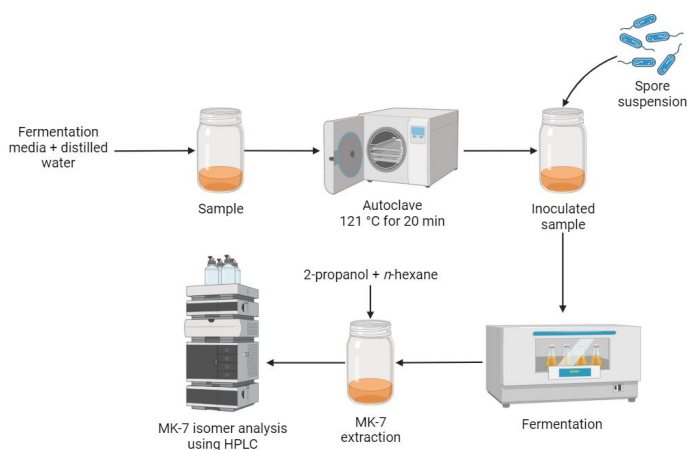 Spore
suspension
Fermentation
media + distilled
water
Sample
Autoclave
121 °C for 20 min
Inoculated
sample
2-propanol + n-hexane
MK-7 isomer analysis
using HPLC
MK-7
extraction
Fermentation